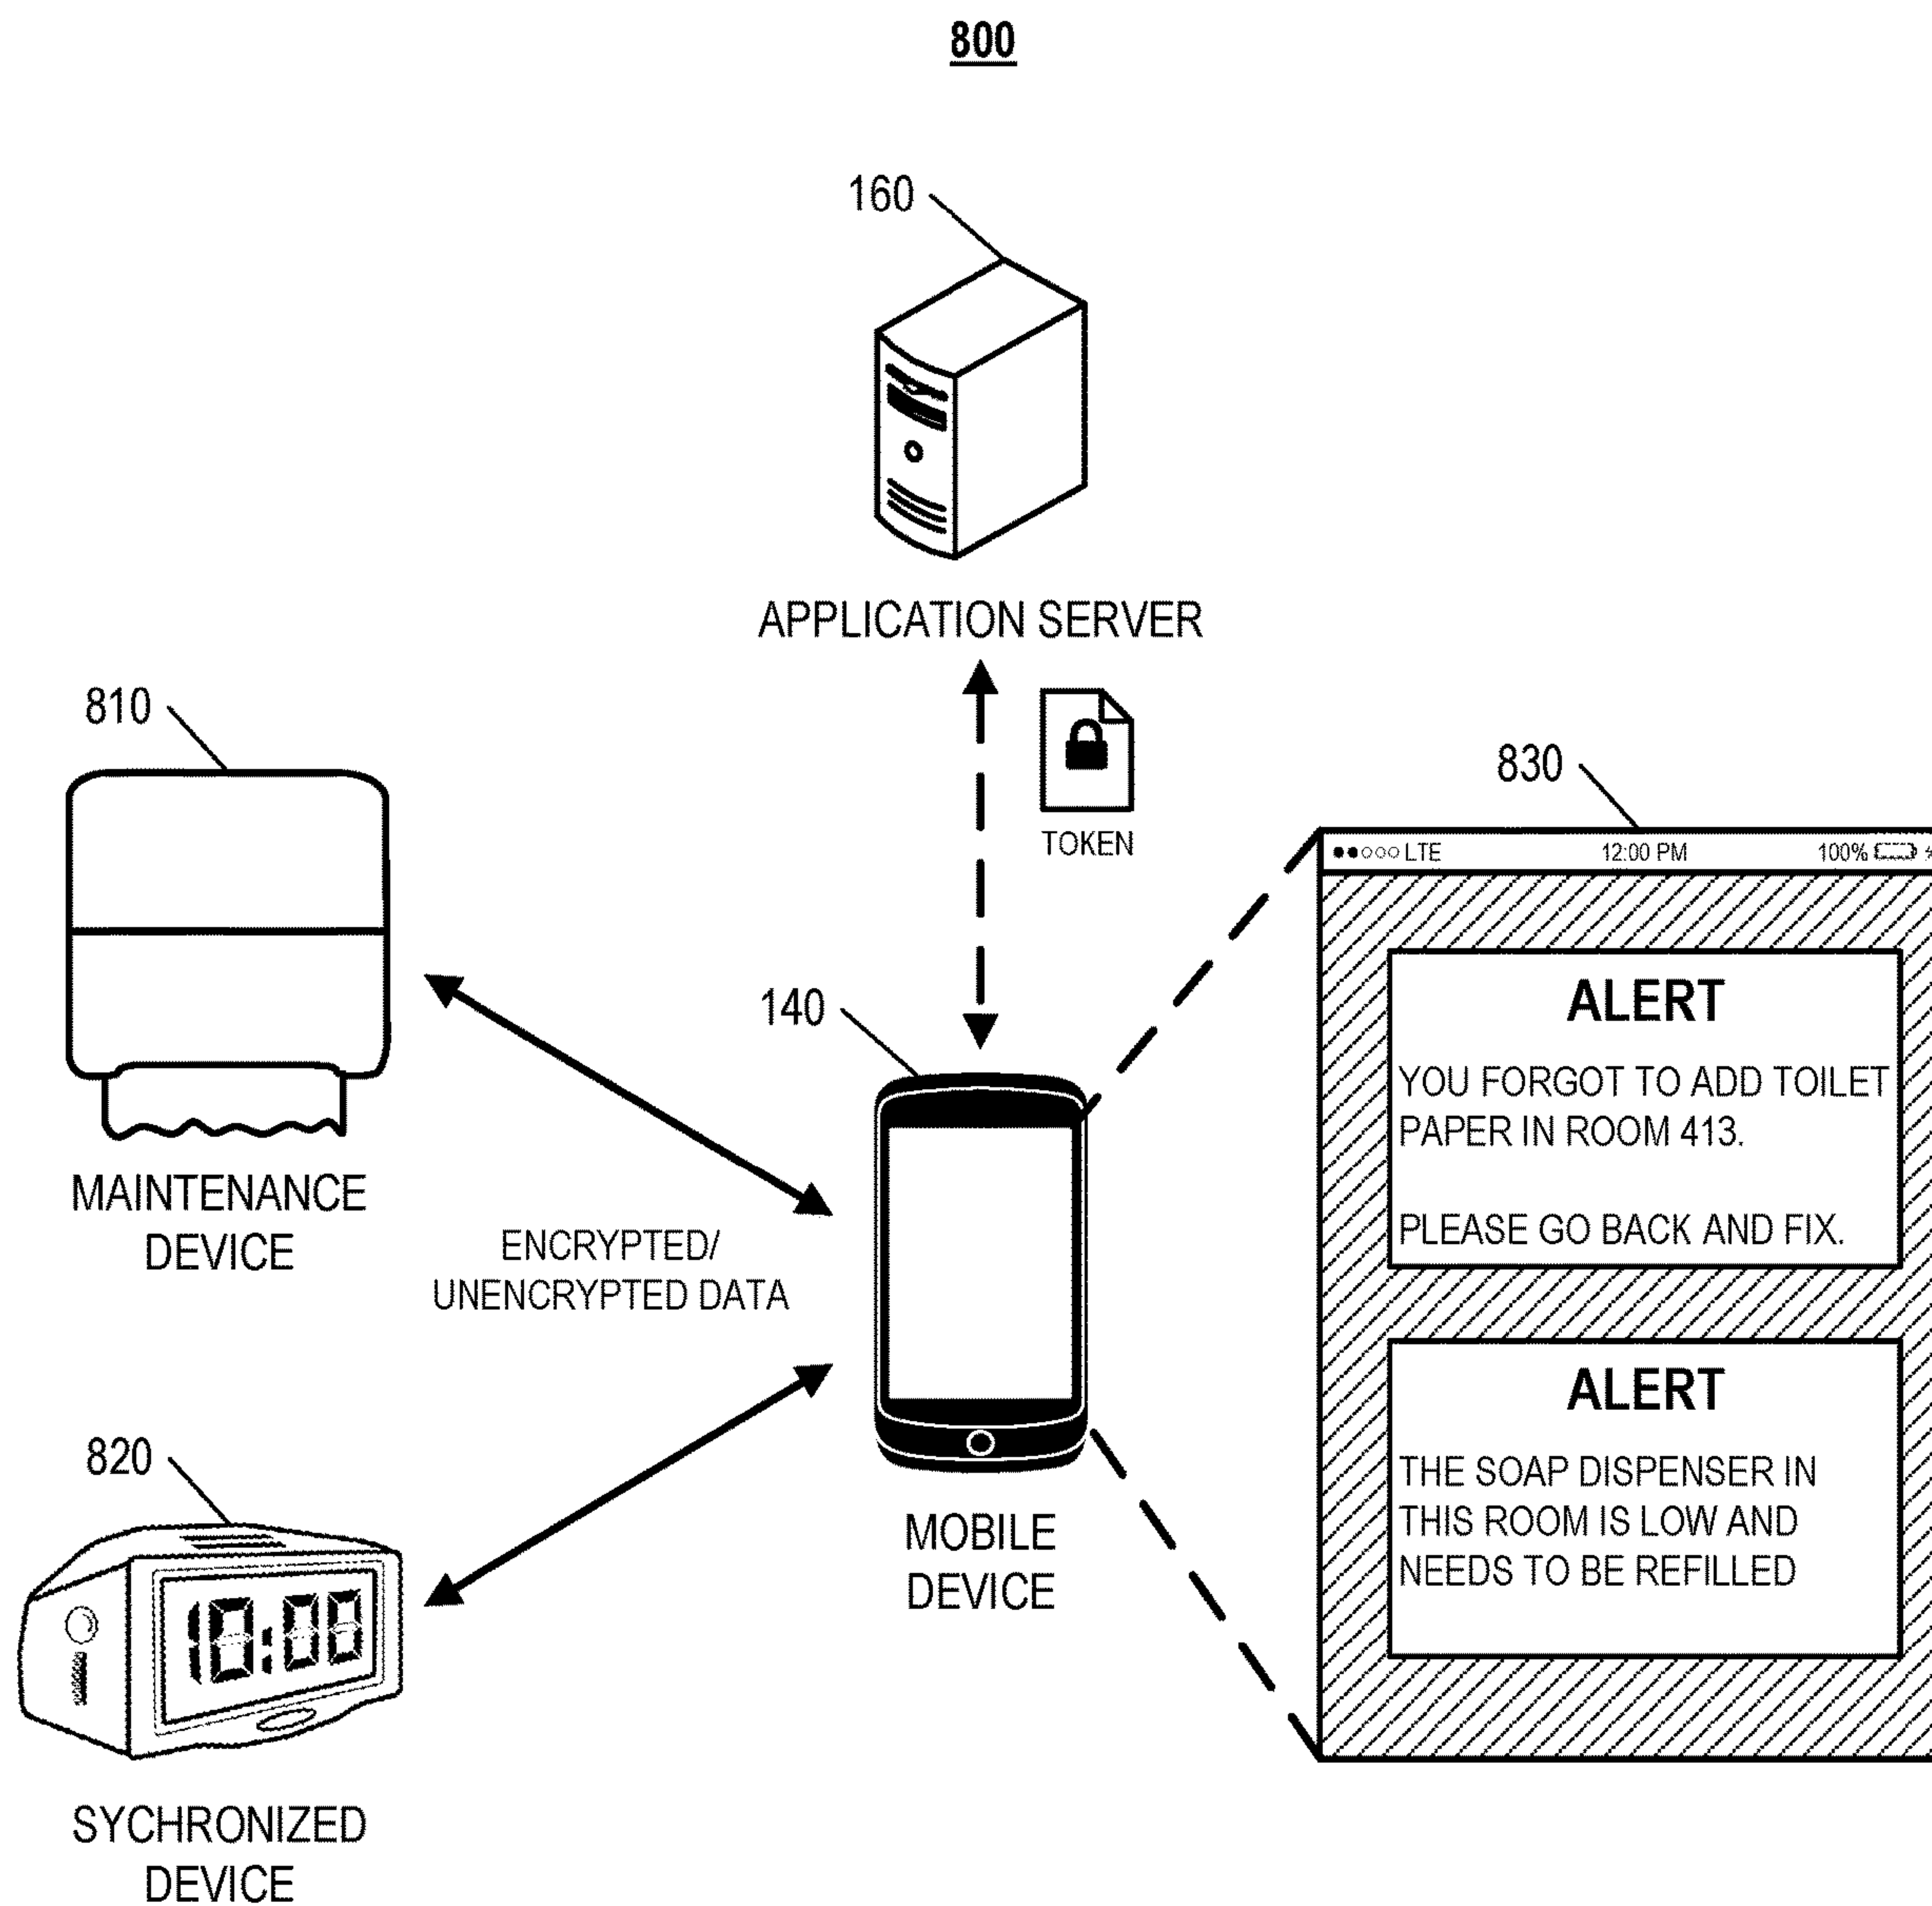 800
160
APPLICATION SERVER
TOKEN
810
MAINTENANCE
DEVICE
ENCRYPTED/
UNENCRYPTED DATA
820
10:00
SYCHRONIZED
DEVICE
140
MOBILE
DEVICE
830
LTE 12:00 PM 100%
ALERT
YOU FORGOT TO ADD TOILET
PAPER IN ROOM 413.
PLEASE GO BACK AND FIX.
ALERT
THE SOAP DISPENSER IN
THIS ROOM IS LOW AND
NEEDS TO BE REFILLED